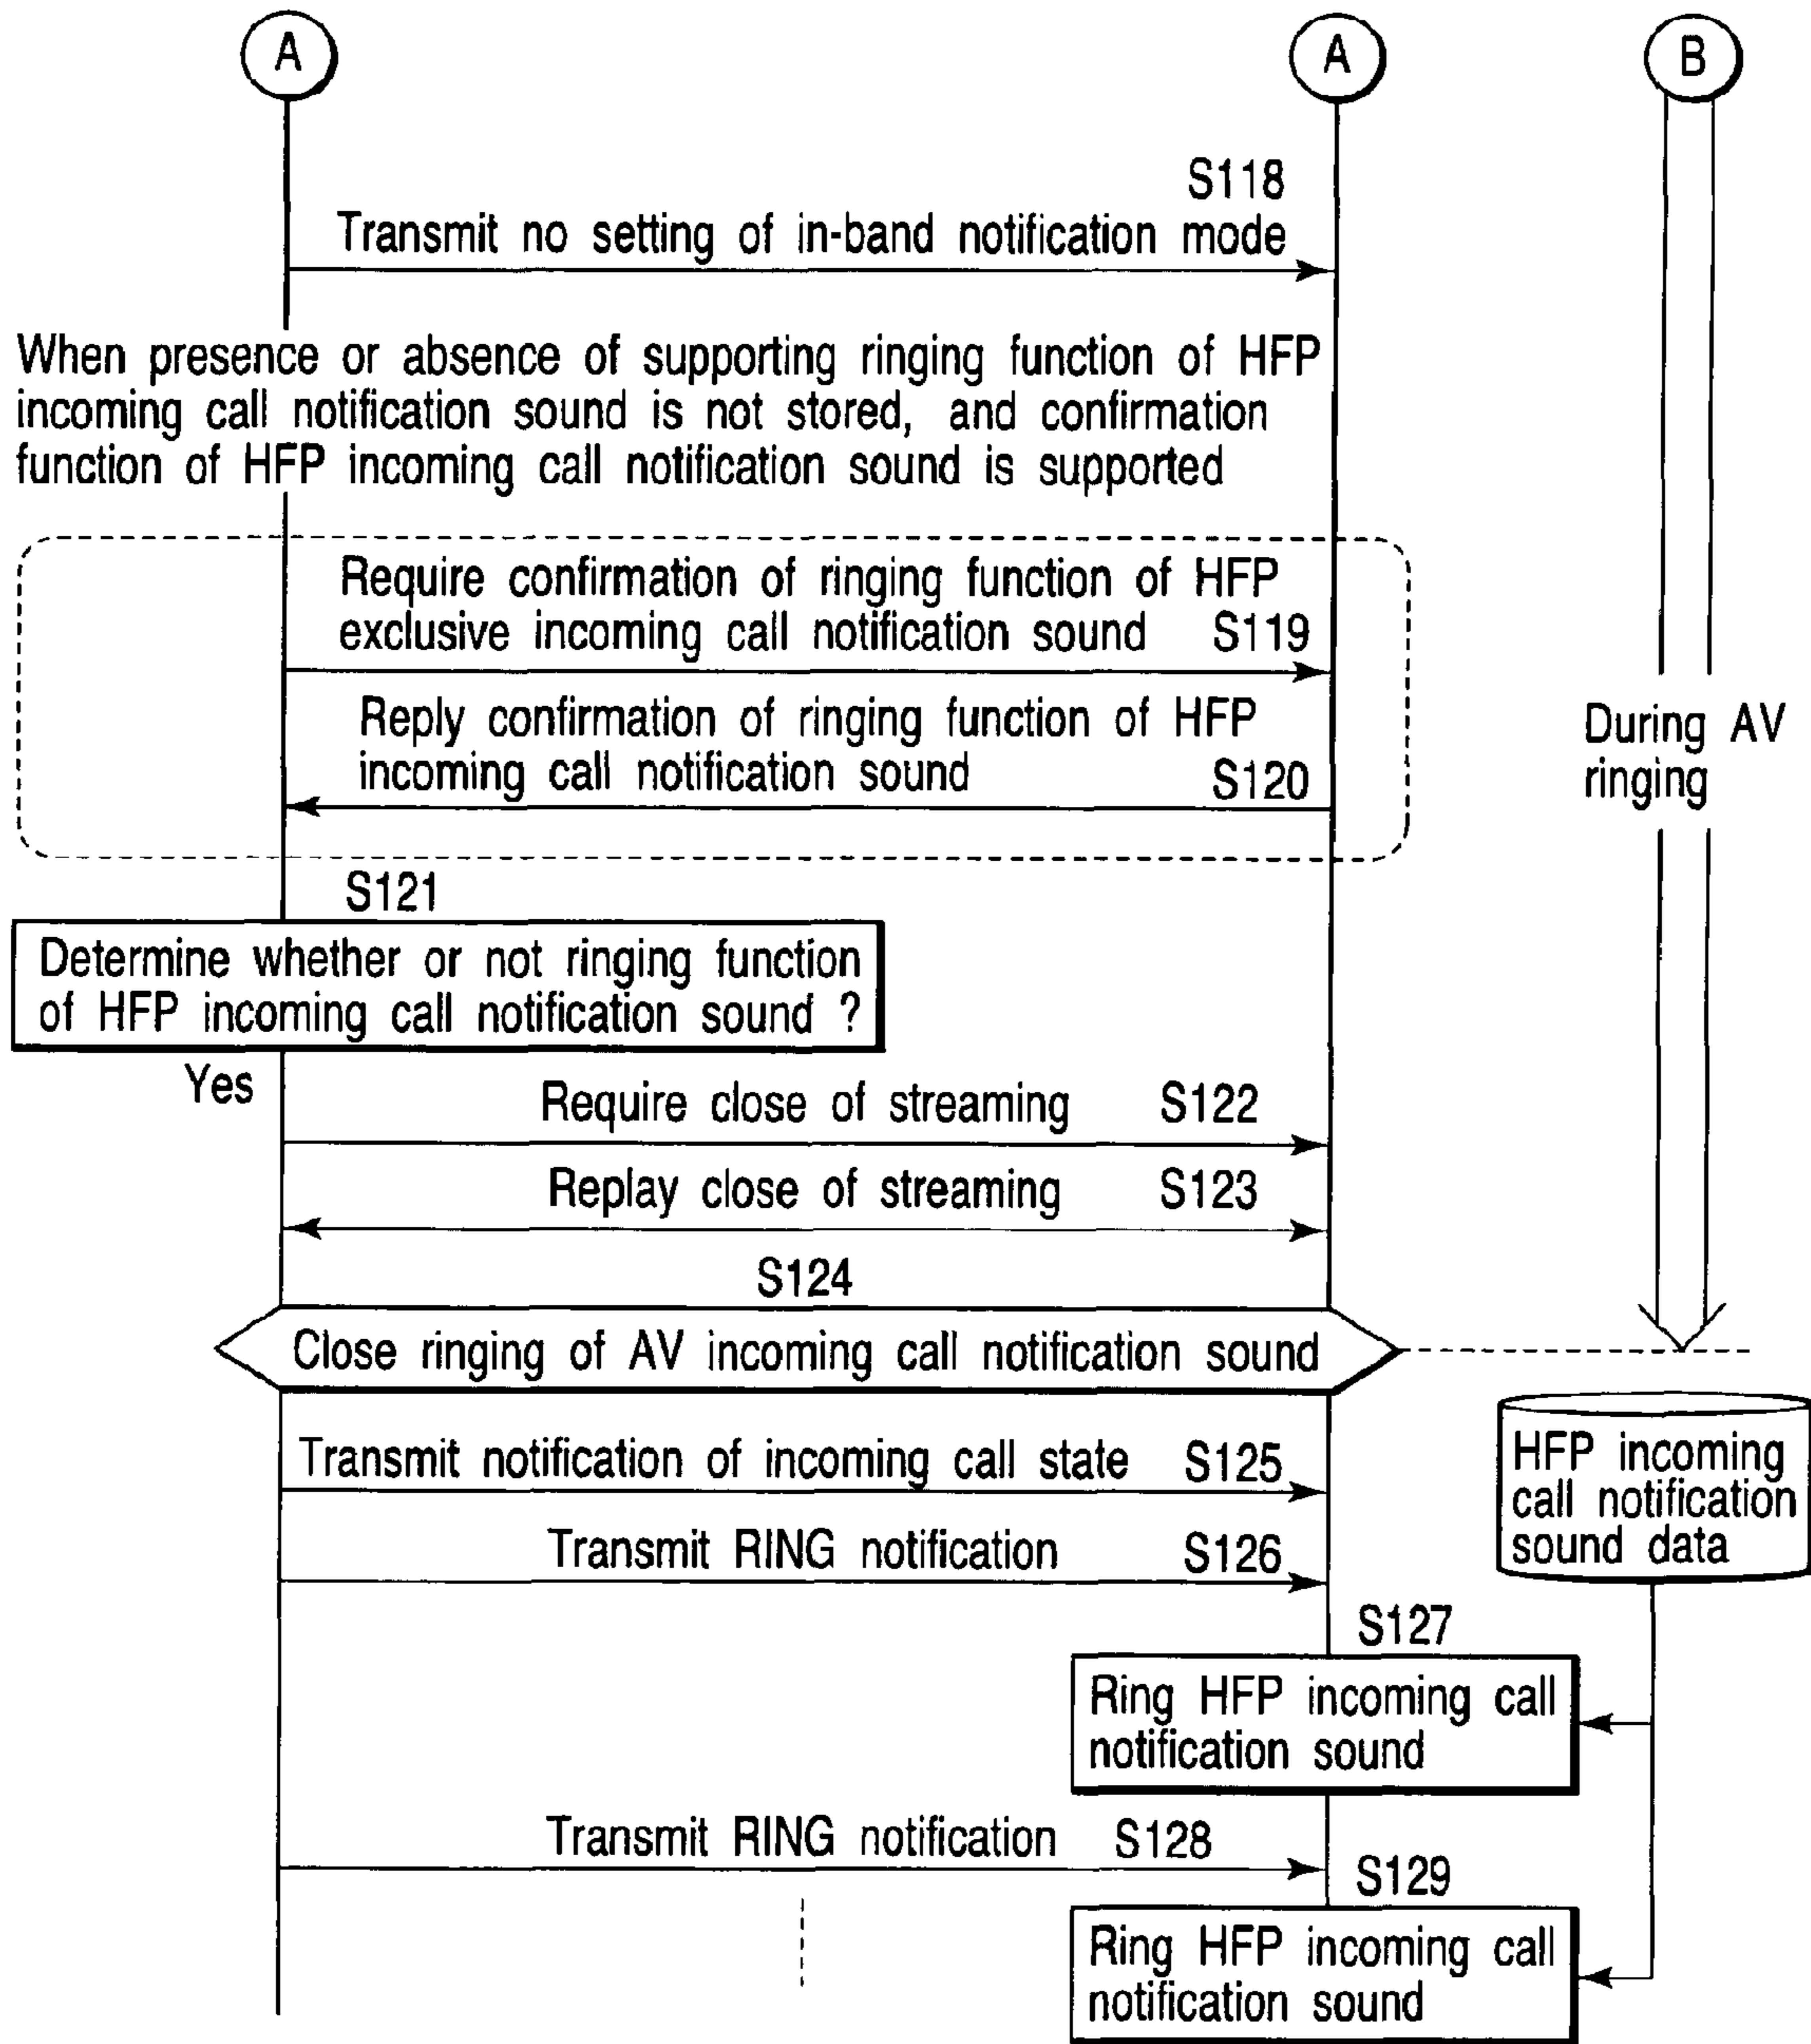 A
A
B
S118
Transmit no setting of in-band notification mode
When presence or absence of supporting ringing function of HFP
incoming call notification sound is not stored, and confirmation
function of HFP incoming call notification sound is supported
Require confirmation of ringing function of HFP
exclusive incoming call notification sound S119
Reply confirmation of ringing function of HFP
incoming call notification sound S120
During AV
ringing
S121
Determine whether or not ringing function
of HFP incoming call notification sound ?
Yes
Require close of streaming S122
Replay close of streaming S123
S124
Close ringing of AV incoming call notification sound
Transmit notification of incoming call state S125
HFP incoming
call notification
sound data
Transmit RING notification S126
S127
Ring HFP incoming call
notification sound
Transmit RING notification S128
S129
Ring HFP incoming call
notification sound